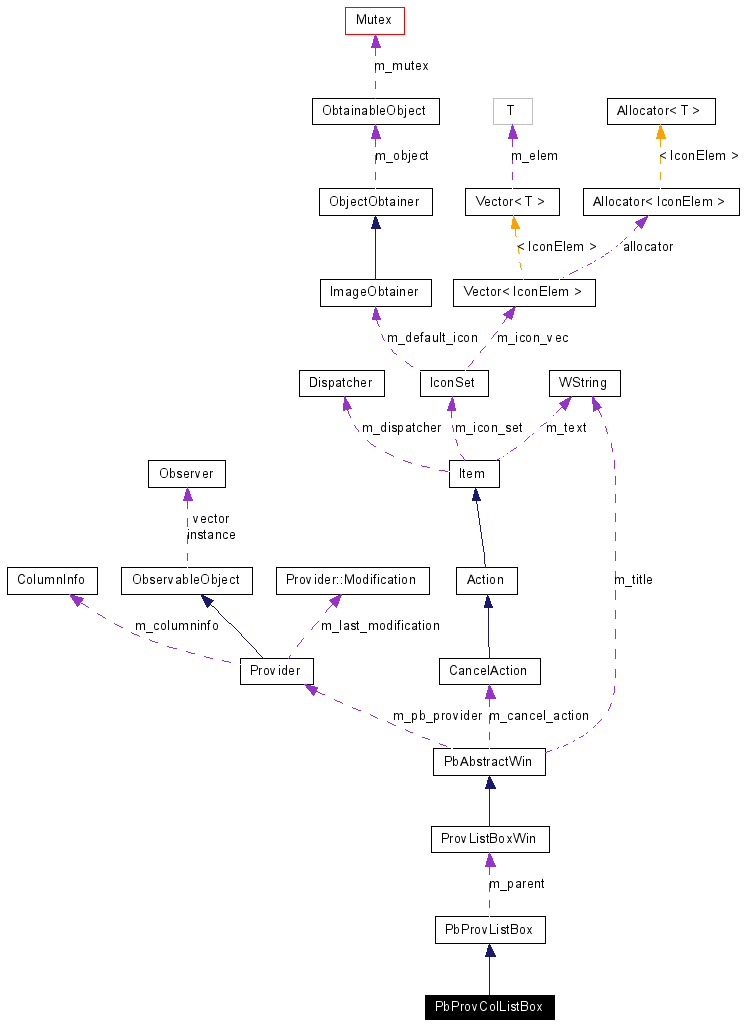 Mutex
m_mutex
ObtainableObject
T
Allocator< T >
m_object
m_elem
< IconElem >
ObjectObtainer
Vector< T >
Allocator< IconElem >
< IconElem >
allocator
ImageObtainer
Vector< IconElem >
m_default_icon
m_icon_vec
Dispatcher
IconSet
WString
m_dispatcher
m_icon_set
m_text
Observer
Item
vector
instance
ColumnInfo
ObservableObject
Provider::Modification
Action
m_title
m_columninfo
m_last_modification
Provider
CancelAction
m_pb_provider
m_cancel_action
PbAbstractWin
ProvListBoxWin
m_parent
PbProvListBox
PbProvColListBox